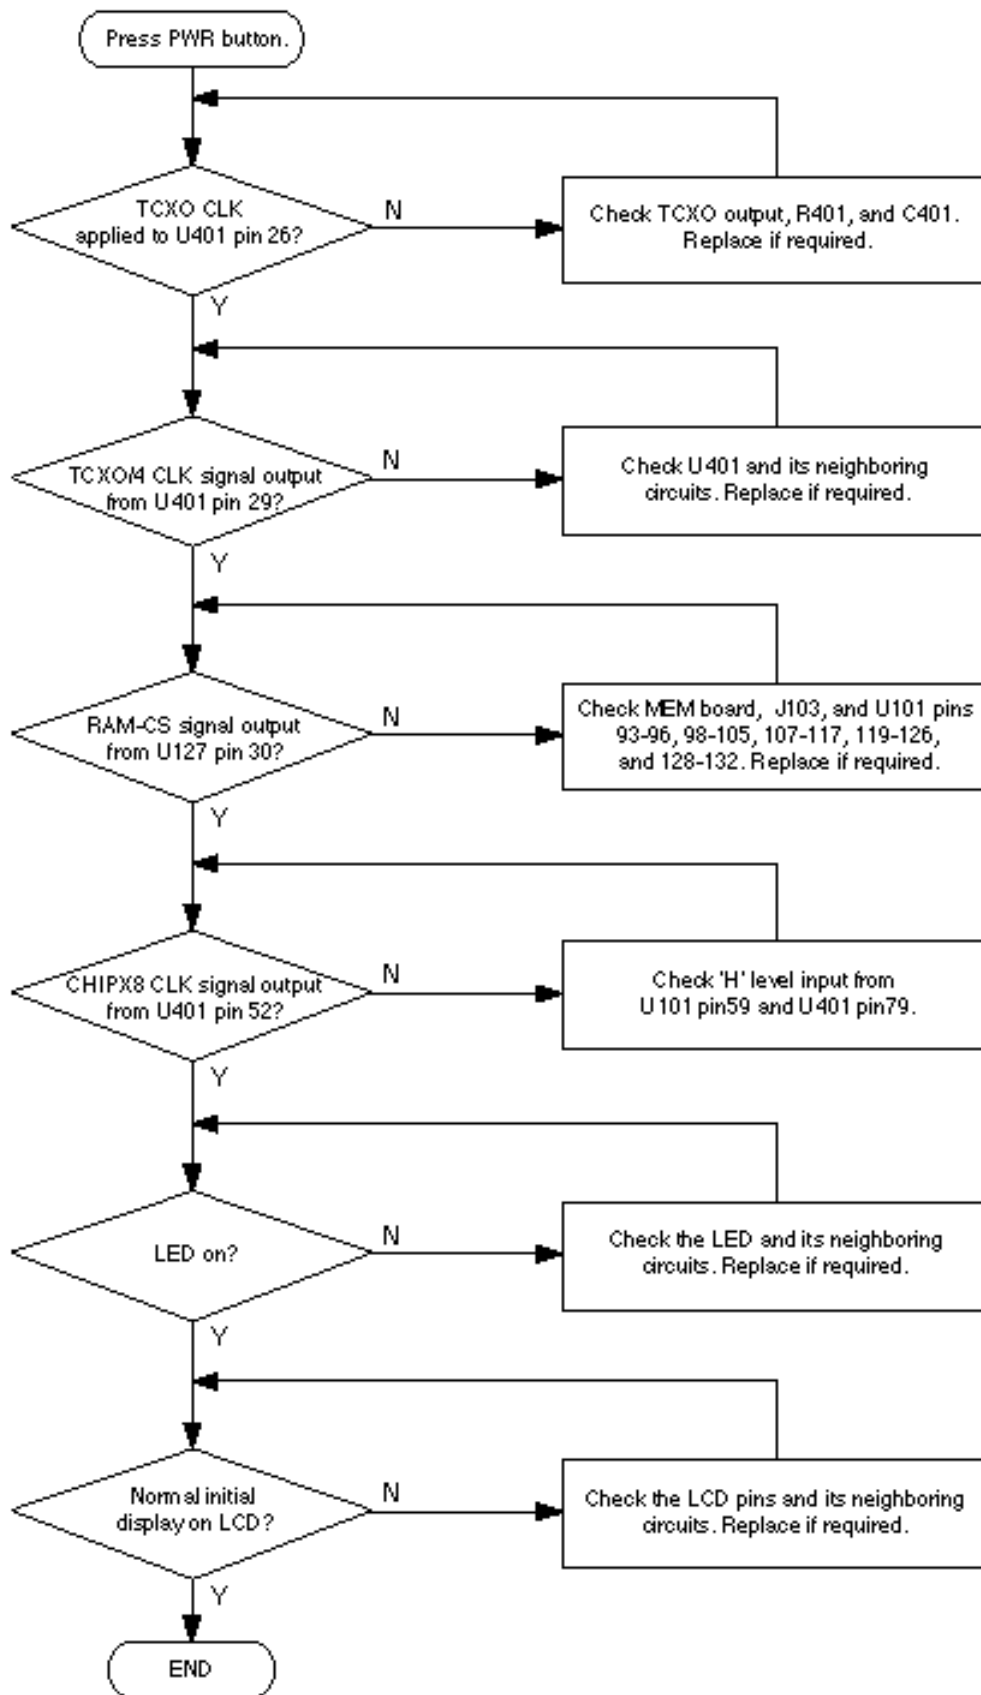 Press PWR button.
TCXO CLK
applied to U401 pin 26?
N
Check TCXO output, R401, and C401.
Replace if required.
Y
TCXO/4 CLK signal output
from U401 pin 29?
N
Check U401 and its neighboring
circuits. Replace if required.
Y
RAM-CS signal output
from U127 pin 30?
N
Check MEM board, J103, and U101 pins
93-96, 98-105, 107-117, 119-126,
and 128-132. Replace if required.
Y
CHIPX8 CLK signal output
from U401 pin 52?
N
Check 'H' level input from
U101 pin59 and U401 pin79.
Y
LED on?
N
Check the LED and its neighboring
circuits. Replace if required.
Y
Normal initial
display on LCD?
N
Check the LCD pins and its neighboring
circuits. Replace if required.
Y
END